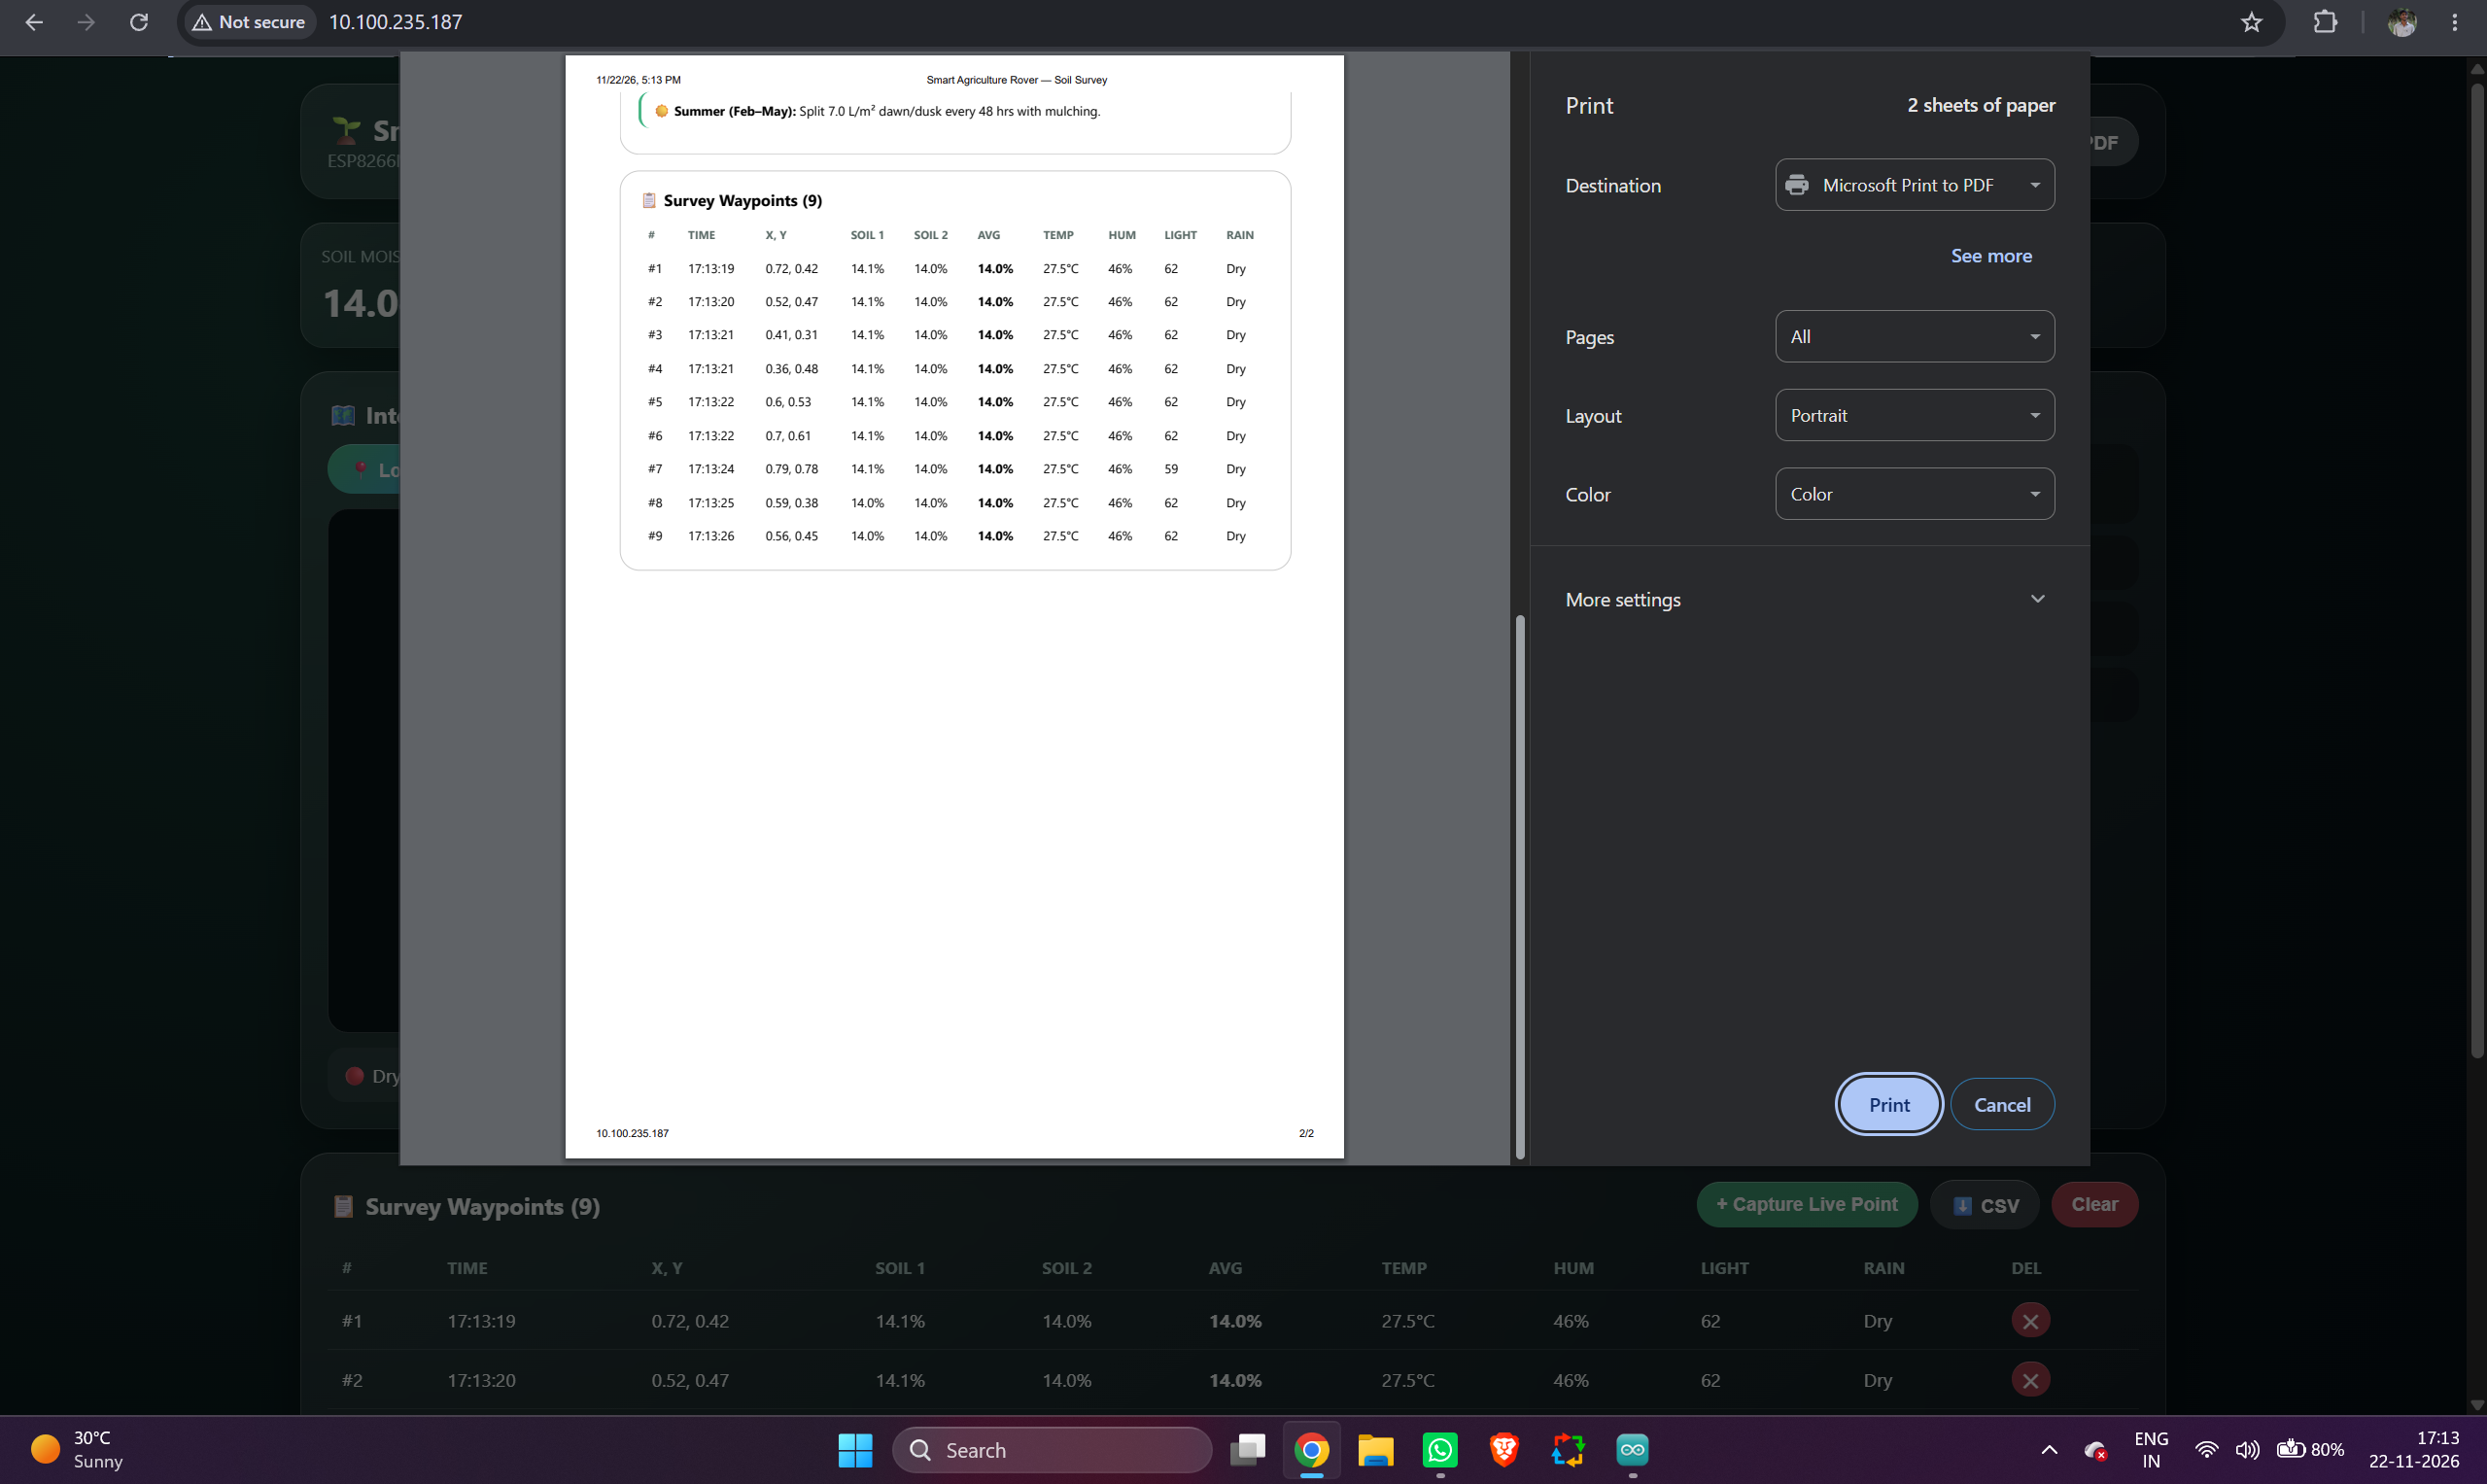 Not secure
10.100.235.187
11/22/26, 5:13 PM
Smart Agriculture Rover — Soil Survey
Summer (Feb–May): Split 7.0 L/m² dawn/dusk every 48 hrs with mulching.
Survey Waypoints (9)
# TIME X, Y SOIL 1 SOIL 2 AVG TEMP HUM LIGHT RAIN
#1 17:13:19 0.72, 0.42 14.1% 14.0% 14.0% 27.5°C 46% 62 Dry
#2 17:13:20 0.52, 0.47 14.1% 14.0% 14.0% 27.5°C 46% 62 Dry
#3 17:13:21 0.41, 0.31 14.1% 14.0% 14.0% 27.5°C 46% 62 Dry
#4 17:13:21 0.36, 0.48 14.1% 14.0% 14.0% 27.5°C 46% 62 Dry
#5 17:13:22 0.6, 0.53 14.1% 14.0% 14.0% 27.5°C 46% 62 Dry
#6 17:13:22 0.7, 0.61 14.1% 14.0% 14.0% 27.5°C 46% 62 Dry
#7 17:13:24 0.79, 0.78 14.1% 14.0% 14.0% 27.5°C 46% 59 Dry
#8 17:13:25 0.59, 0.38 14.0% 14.0% 14.0% 27.5°C 46% 62 Dry
#9 17:13:26 0.56, 0.45 14.0% 14.0% 14.0% 27.5°C 46% 62 Dry
10.100.235.187
2/2
Print
2 sheets of paper
Destination
Microsoft Print to PDF
See more
Pages
All
Layout
Portrait
Color
Color
More settings
Print
Cancel
ESP8266
SOIL MOIS
14.0
Dry
Survey Waypoints (9)
+ Capture Live Point
CSV
Clear
# TIME X, Y SOIL 1 SOIL 2 AVG TEMP HUM LIGHT RAIN DEL
#1 17:13:19 0.72, 0.42 14.1% 14.0% 14.0% 27.5°C 46% 62 Dry
#2 17:13:20 0.52, 0.47 14.1% 14.0% 14.0% 27.5°C 46% 62 Dry
30°C
Sunny
Search
ENG
IN
80%
17:13
22-11-2026